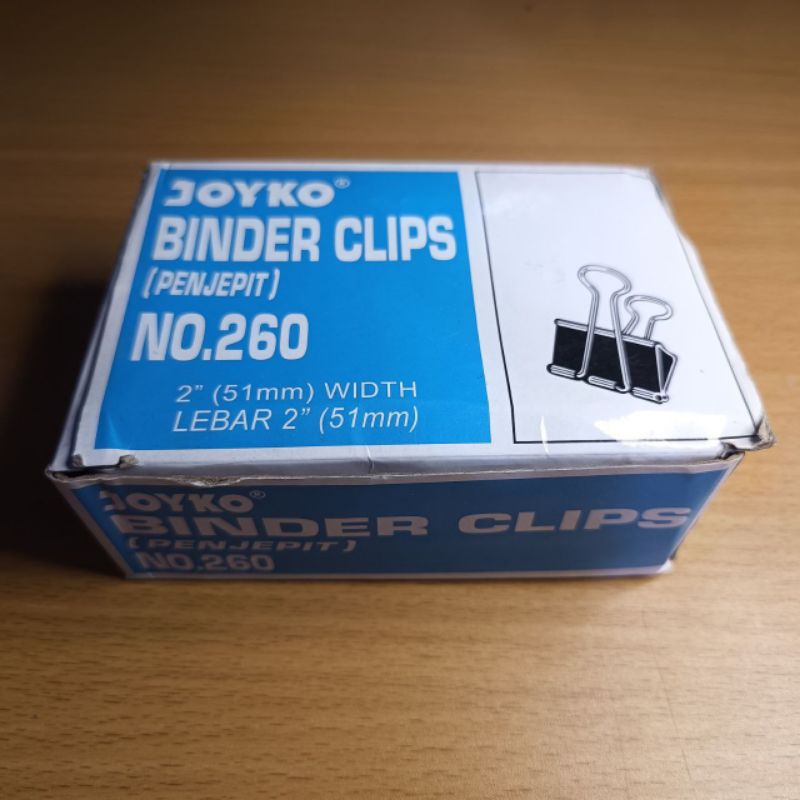 JOYKO®
BINDER CLIPS
(PENJEPIT)
NO.260
2" (51mm) WIDTH
LEBAR 2" (51mm)
JOYKO®
BINDER CLIPS
(PENJEPIT)
NO.260